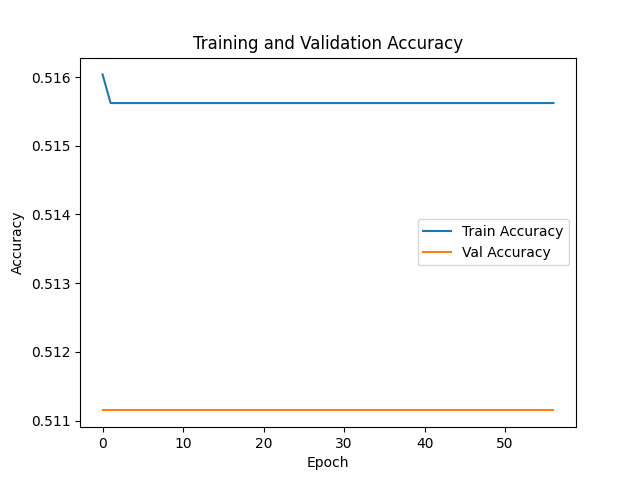 Training and Validation Accuracy
0.516
0.515
0.514
0.513
0.512
0.511
Accuracy
Train Accuracy
Val Accuracy
0 10 20 30 40 50
Epoch